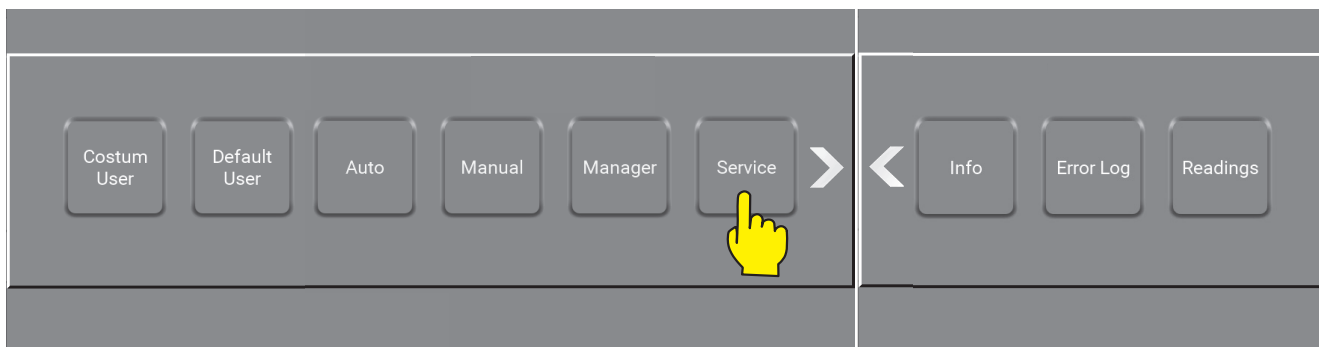 Costum
User
Default
User
Auto
Manual
Manager
Service
Info
Error Log
Readings